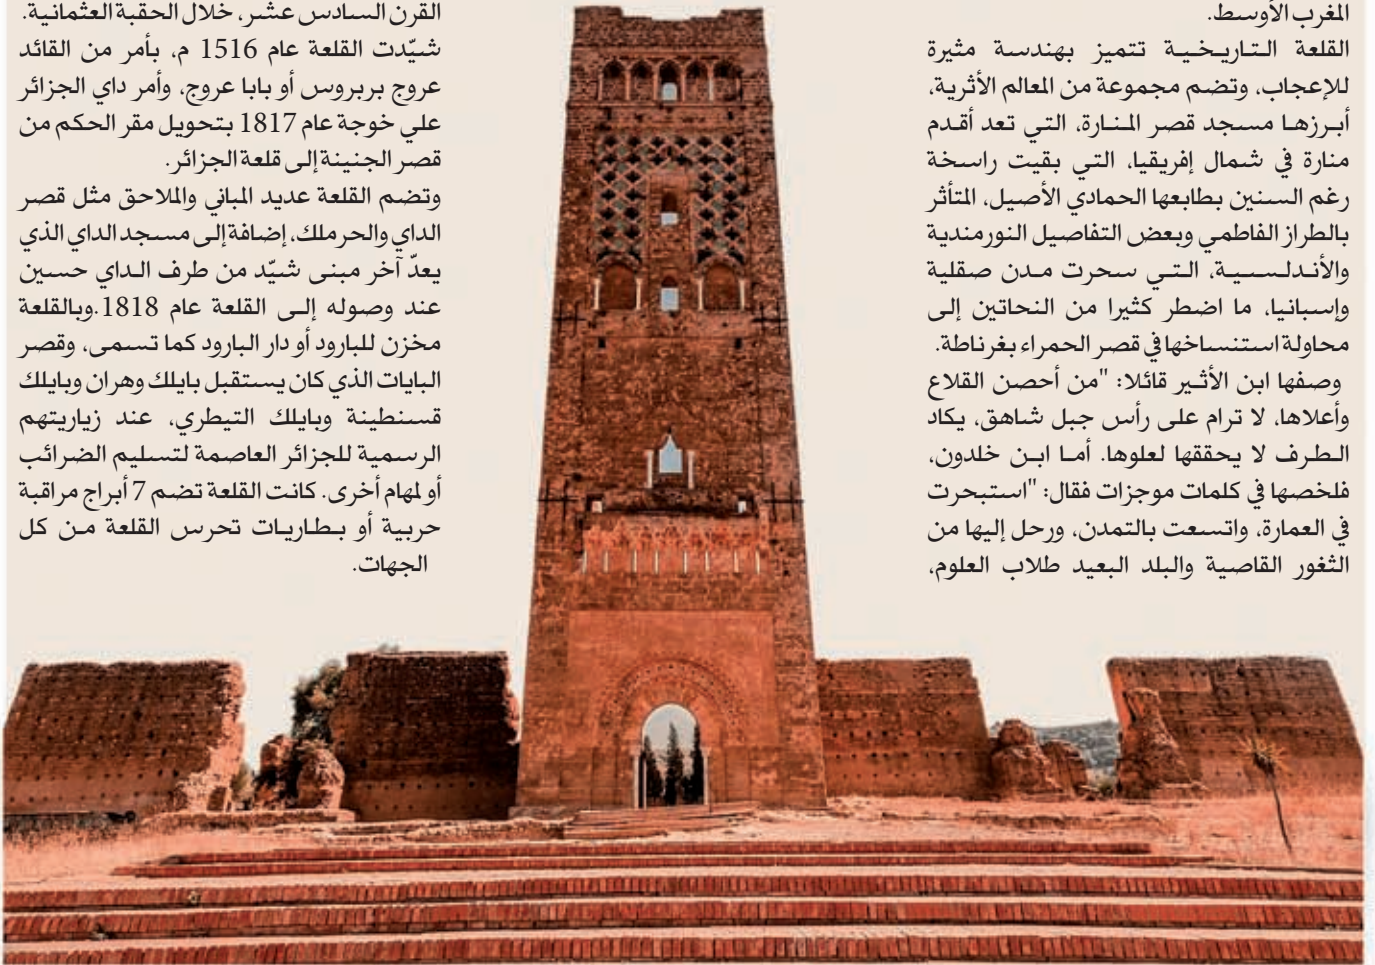 المغرب الأوسط.
القلعة التاريخية تتميز بهندسة مثيرة
للإعجاب، وتضم مجموعة من المعالم الأثرية،
أبرزها مسجد قصر المنارة، التي تعد أقدم
منارة في شمال إفريقيا، التي بقيت راسخة
رغم السنين بطابعها الحمادي الأصيل، المتأثر
بالطراز الفاطمي وبعض التفاصيل النورمندية
والأندلسية، التي سحرت مدن صقلية
وإسبانيا، ما اضطر كثيرا من النحاتين إلى
محاولة استنساخها في قصر الحمراء بغرناطة.
وصفها ابن الأثير قائلا: "من أحصن القلاع
وأعلاها، لا ترام على رأس جبل شاهق، يكاد
الطرف لا يحققها لعلوها. أما ابن خلدون،
فلخصها في كلمات موجزات فقال: "استبحرت
في العمارة، واتسعت بالتمدن، ورحل إليها من
الثغور القاصية والبلد البعيد طلاب العلوم،
القرن السادس عشر، خلال الحقبة العثمانية.
شيّدت القلعة عام 1516 م، بأمر من القائد
عروج بربروس أو بابا عروج، وأمر داي الجزائر
علي خوجة عام 1817 بتحويل مقر الحكم من
قصر الجنينة إلى قلعة الجزائر.
وتضم القلعة عديد المباني والملاحق مثل قصر
الداي والحرملك، إضافة إلى مسجد الداي الذي
يعدّ آخر مبنى شيّد من طرف الداي حسين
عند وصوله إلى القلعة عام 1818.وبالقلعة
مخزن للبارود أو دار البارود كما تسمى، وقصر
البايات الذي كان يستقبل بايلك وهران وبايلك
قسنطينة وبايلك التيطري، عند زياريتهم
الرسمية للجزائر العاصمة لتسليم الضرائب
أو لمهام أخرى. كانت القلعة تضم 7 أبراج مراقبة
حربية أو بطاريات تحرس القلعة من كل
الجهات.